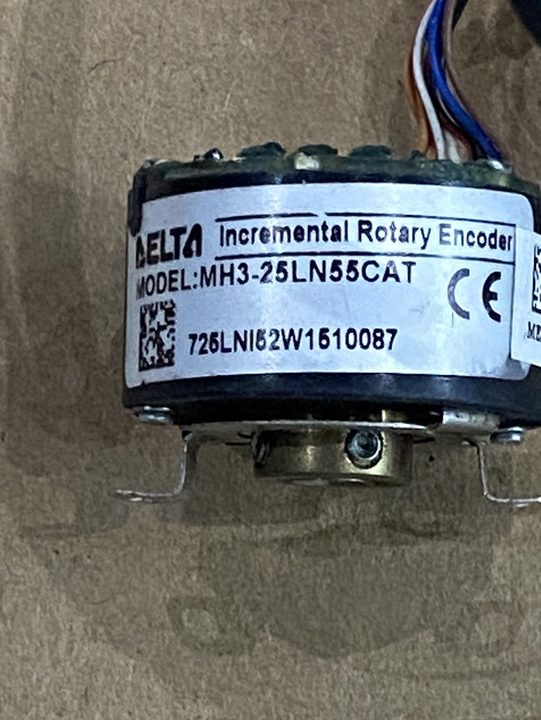 DELTA Incremental Rotary Encoder
MODEL:MH3-25LN55CAT
CE
725LNI52W1510087